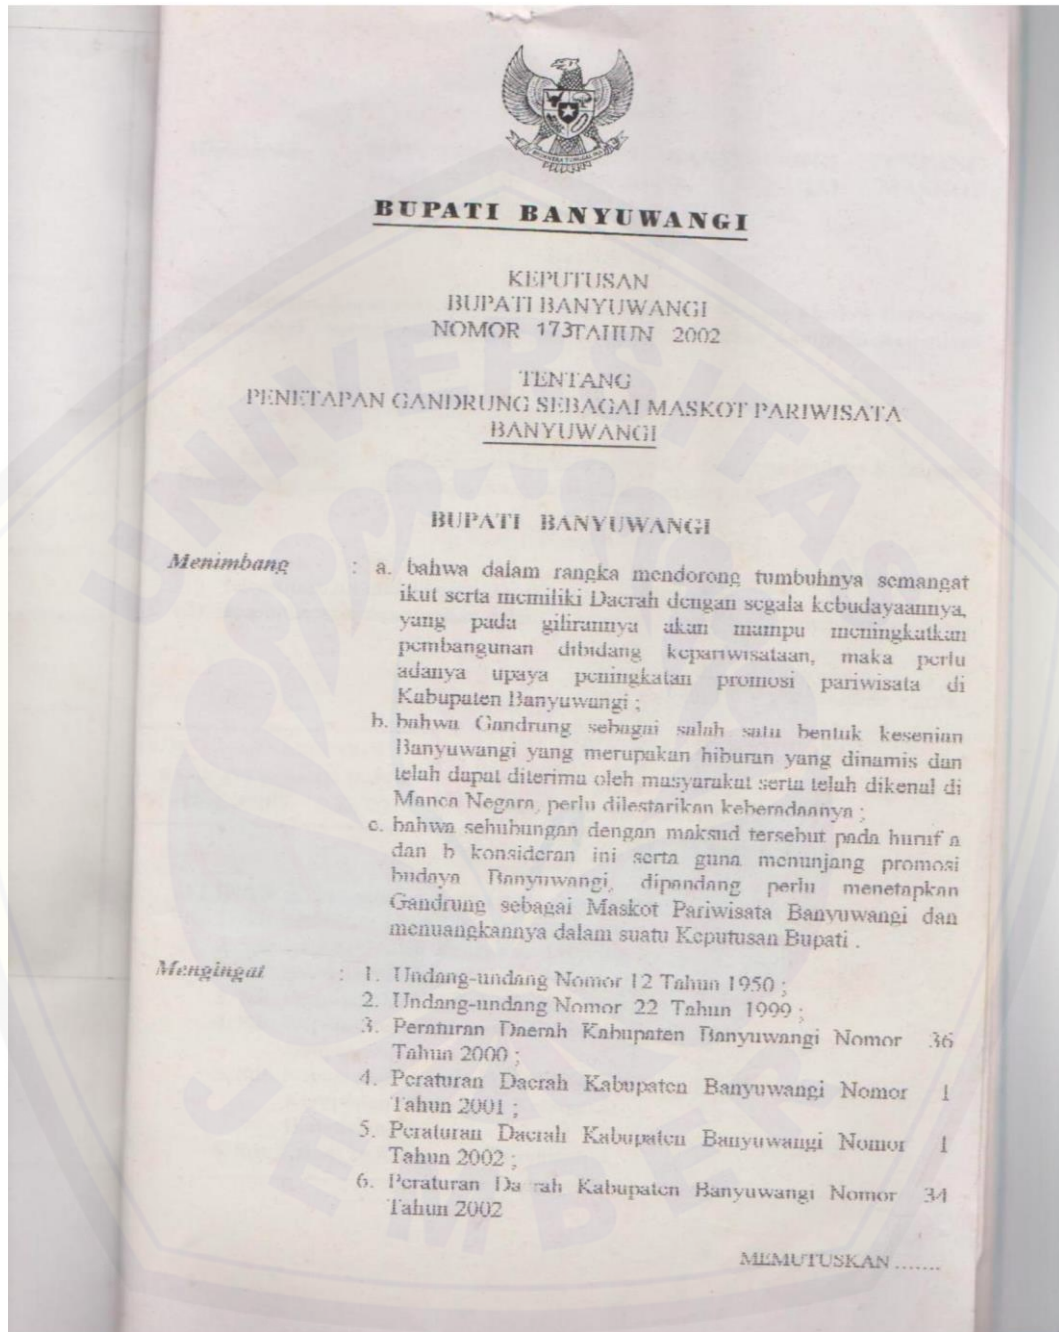 BUPATI BANYUWANGI
KEPUTUSAN
BUPATI BANYUWANGI
NOMOR 173TAHUN 2002
TENTANG
PENETAPAN GANDRUNG SEBAGAI MASKOT PARIWISATA
BANYUWANGI
BUPATI BANYUWANGI
Menimbang : a. bahwa dalam rangka mendorong tumbuhnya semangat
ikut serta memiliki Daerah dengan segala kebudayaannya,
yang pada gilirannya akan mampu meningkatkan
pembangunan dibidang kepariwisataan, maka perlu
adanya upaya peningkatan promosi pariwisata di
Kabupaten Banyuwangi ;
b. bahwa Gandrung sebagai salah satu bentuk kesenian
Banyuwangi yang merupakan hiburan yang dinamis dan
telah dapat diterima oleh masyarakat serta telah dikenal di
Manca Negara, perlu dilestarikan keberadaanya ;
c. bahwa sehubungan dengan maksud tersebut pada huruf a
dan b konsideran ini serta guna menunjang promosi
budaya Banyuwangi, dipandang perlu menetapkan
Gandrung sebagai Maskot Pariwisata Banyuwangi dan
menuangkannya dalam suatu Keputusan Bupati .
Mengingat : 1. Undang-undang Nomor 12 Tahun 1950 ;
2. Undang-undang Nomor 22 Tahun 1999 ;
3. Peraturan Daerah Kabupaten Banyuwangi Nomor 36
Tahun 2000 ;
4. Peraturan Daerah Kabupaten Banyuwangi Nomor 1
Tahun 2001 ;
5. Peraturan Daerah Kabupaten Banyuwangi Nomor 1
Tahun 2002 ;
6. Peraturan Da rah Kabupaten Banyuwangi Nomor 34
Tahun 2002
MEMUTUSKAN .......
UNIVERSITAS
JEMBER